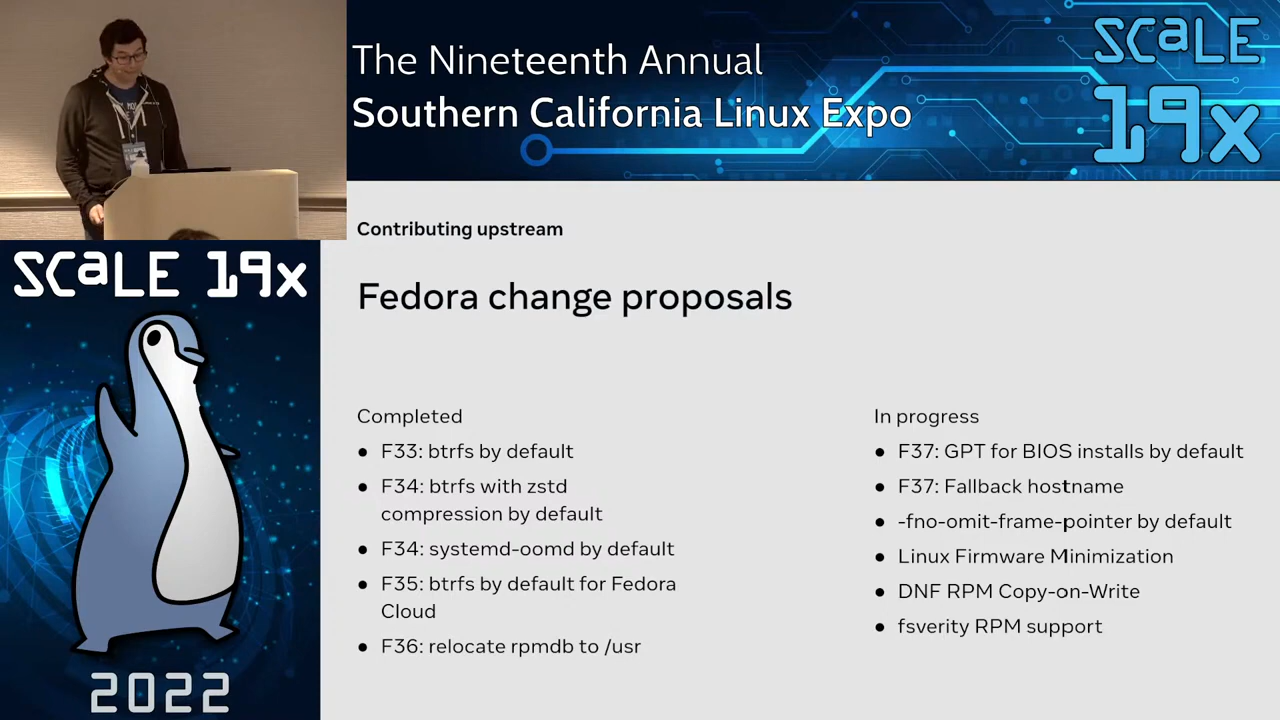 The Nineteenth Annual
Southern California Linux Expo
SCaLE
19x
SCaLE 19x
2022
Contributing upstream
Fedora change proposals
Completed
● F33: btrfs by default
● F34: btrfs with zstd
compression by default
● F34: systemd-oomd by default
● F35: btrfs by default for Fedora
Cloud
● F36: relocate rpmdb to /usr
In progress
● F37: GPT for BIOS installs by default
● F37: Fallback hostname
● -fno-omit-frame-pointer by default
● Linux Firmware Minimization
● DNF RPM Copy-on-Write
● fsverity RPM support